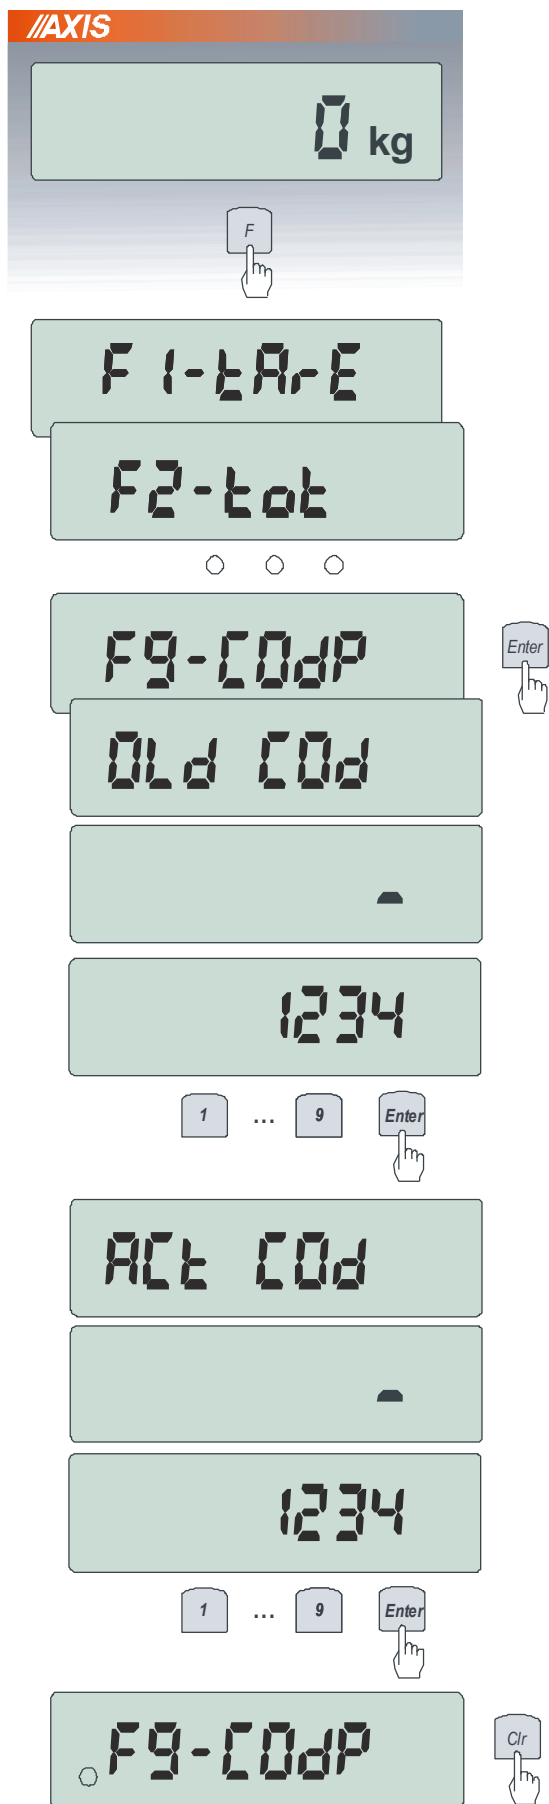 AXIS
0 kg
F
F1-tArE
F2-tot
F9-COdP
Enter
OLd COd
-
1234
1 ... 9 Enter
ACt COd
-
1234
1 ... 9 Enter
F9-COdP
Clr